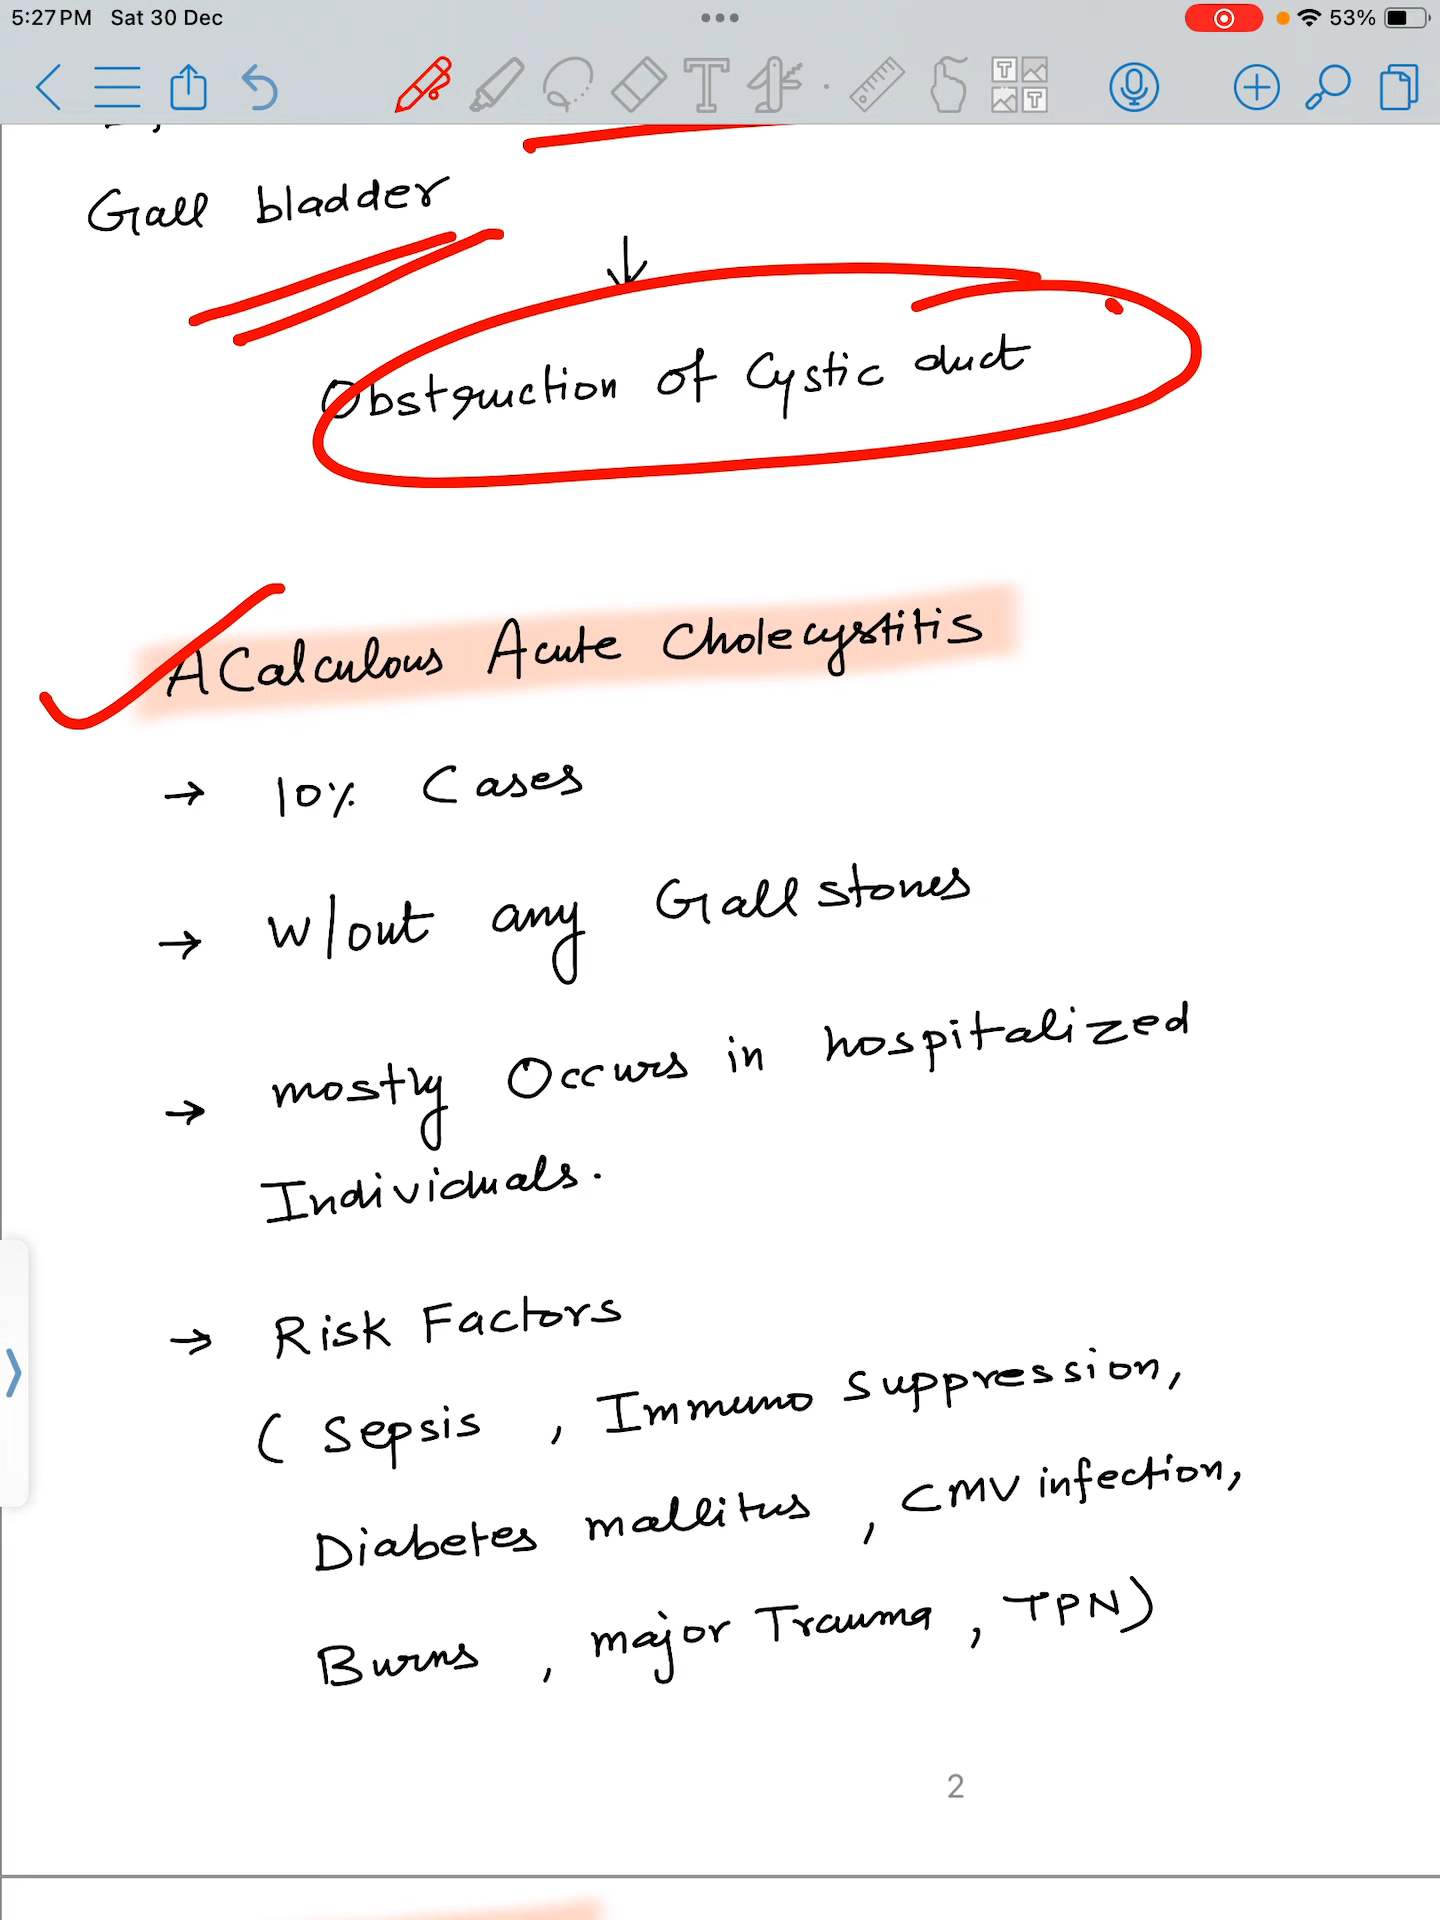 5:27 PM Sat 30 Dec
53%
Gall bladder
↓
Obstruction of Cystic duct
ACalculous Acute Cholecystitis
→ 10% Cases
→ w/out any Gall stones
→ mostly Occurs in hospitalized
Individuals.
→ Risk Factors
( Sepsis , Immuno suppression,
Diabetes mallitus , CMV infection,
Burns , major Trauma , TPN)
2